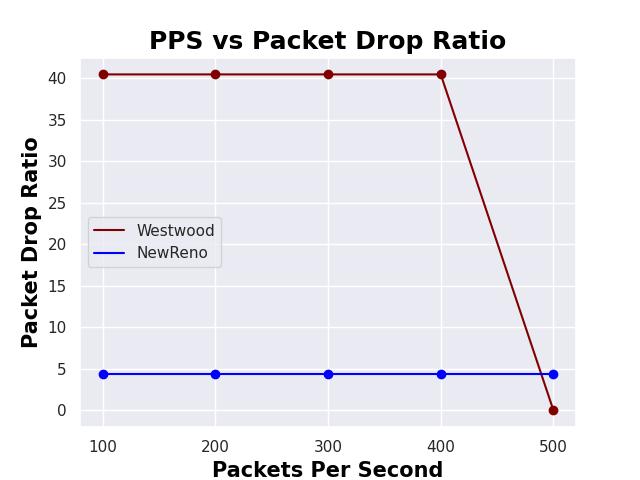 PPS vs Packet Drop Ratio
Packet Drop Ratio
40
35
30
25
20
15
10
5
0
Westwood
NewReno
100 200 300 400 500
Packets Per Second